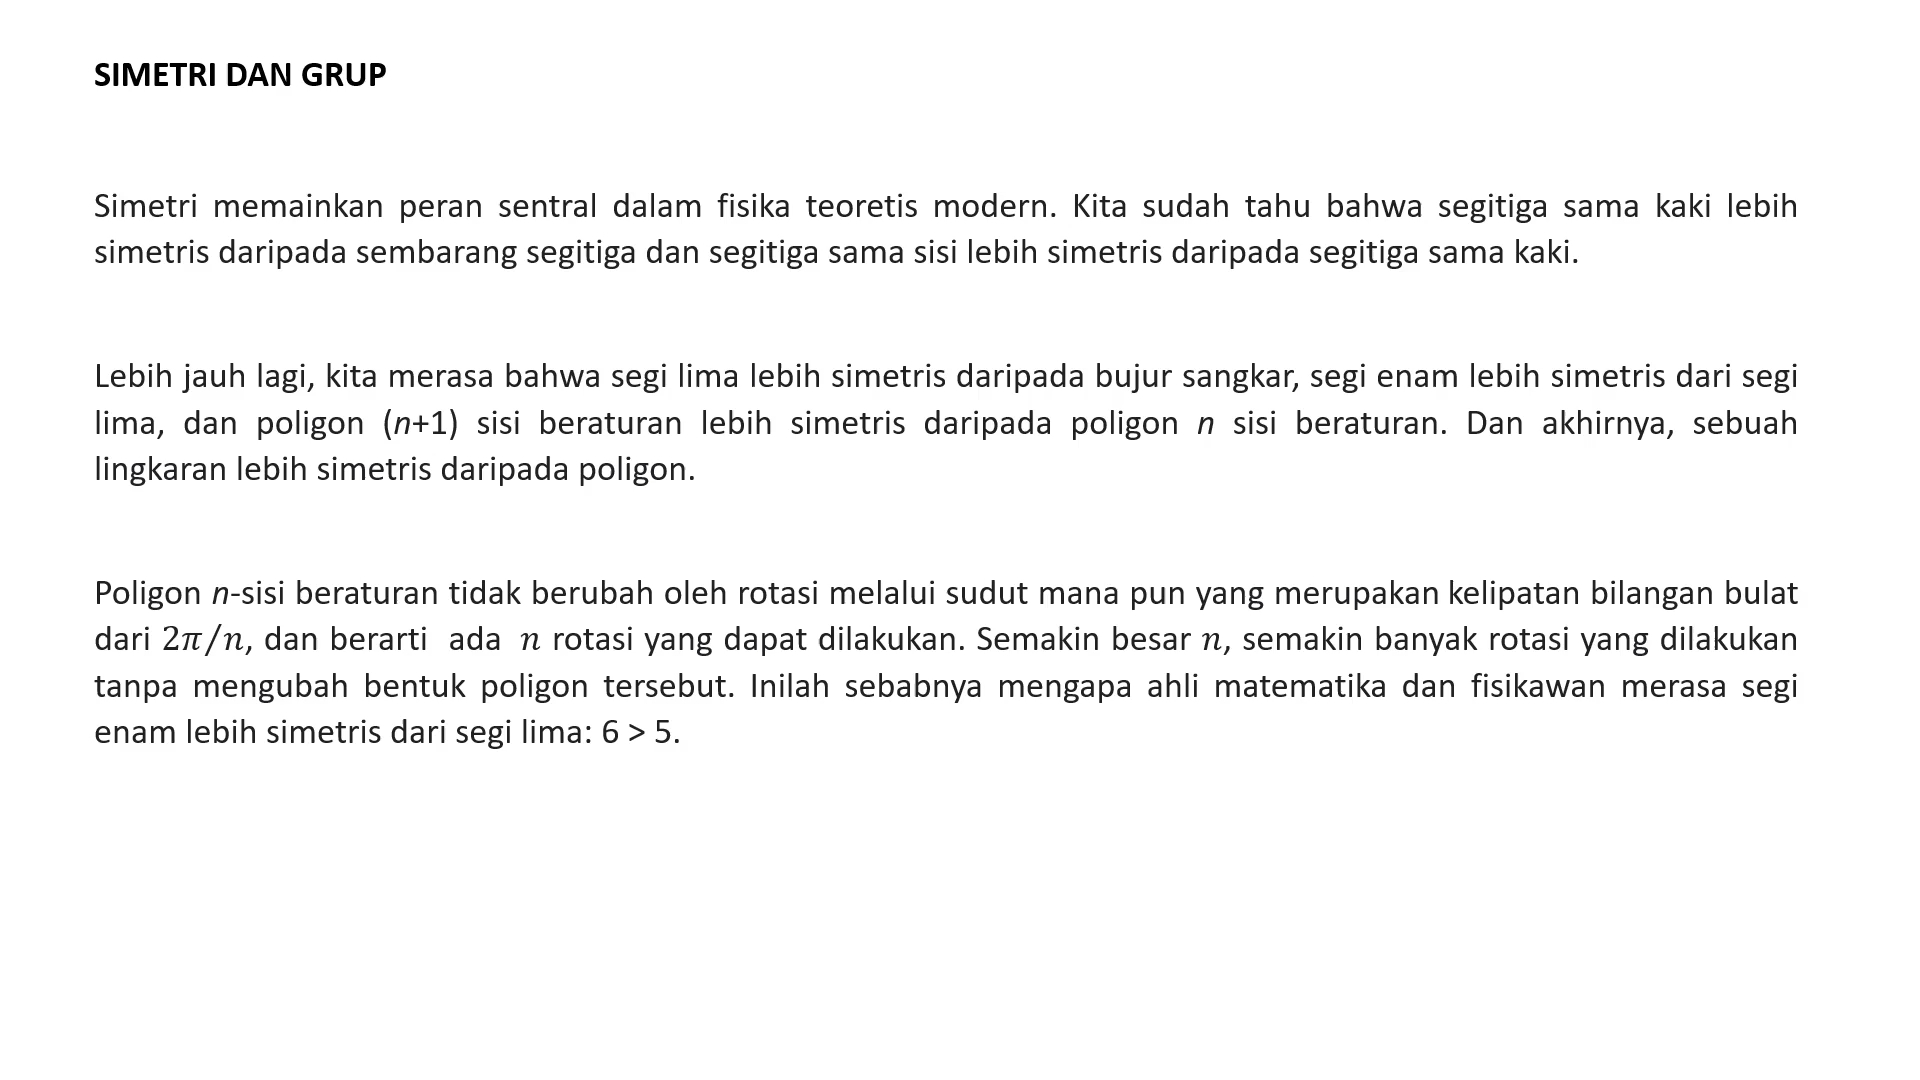 SIMETRI DAN GRUP
Simetri memainkan peran sentral dalam fisika teoretis modern. Kita sudah tahu bahwa segitiga sama kaki lebih
simetris daripada sembarang segitiga dan segitiga sama sisi lebih simetris daripada segitiga sama kaki.
Lebih jauh lagi, kita merasa bahwa segi lima lebih simetris daripada bujur sangkar, segi enam lebih simetris dari segi
lima, dan poligon (n+1) sisi beraturan lebih simetris daripada poligon n sisi beraturan. Dan akhirnya, sebuah
lingkaran lebih simetris daripada poligon.
Poligon n-sisi beraturan tidak berubah oleh rotasi melalui sudut mana pun yang merupakan kelipatan bilangan bulat
dari 2𝜋/𝑛, dan berarti ada 𝑛 rotasi yang dapat dilakukan. Semakin besar 𝑛, semakin banyak rotasi yang dilakukan
tanpa mengubah bentuk poligon tersebut. Inilah sebabnya mengapa ahli matematika dan fisikawan merasa segi
enam lebih simetris dari segi lima: 6 > 5.